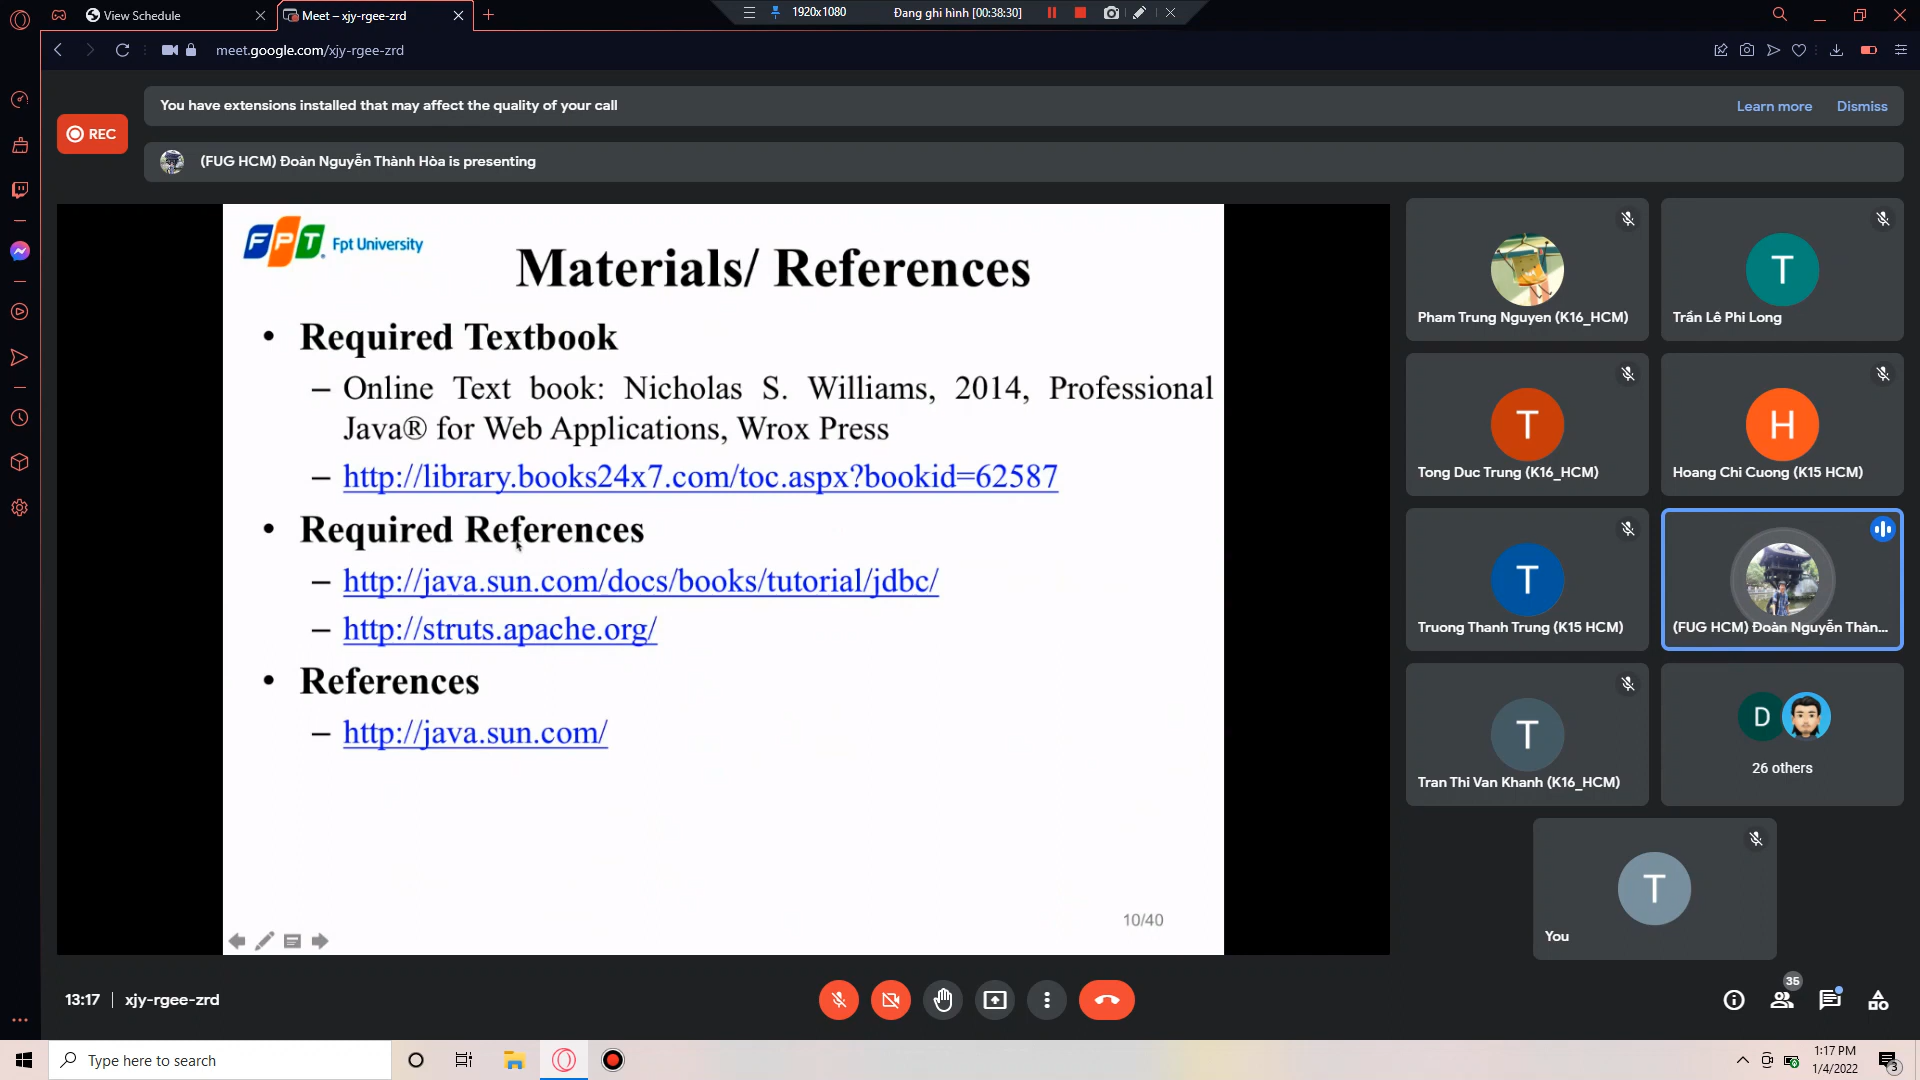 View Schedule
Meet – xjy-rgee-zrd
1920x1080
Đang ghi hình [00:38:30]
meet.google.com/xjy-rgee-zrd
You have extensions installed that may affect the quality of your call
Learn more
Dismiss
REC
(FUG HCM) Đoàn Nguyễn Thành Hòa is presenting
FPT Fpt University
Materials/ References
• Required Textbook
– Online Text book: Nicholas S. Williams, 2014, Professional
Java® for Web Applications, Wrox Press
– http://library.books24x7.com/toc.aspx?bookid=62587
• Required References
– http://java.sun.com/docs/books/tutorial/jdbc/
– http://struts.apache.org/
• References
– http://java.sun.com/
10/40
Pham Trung Nguyen (K16_HCM)
T
Trần Lê Phi Long
T
Tong Duc Trung (K16_HCM)
H
Hoang Chi Cuong (K15 HCM)
T
Truong Thanh Trung (K15 HCM)
(FUG HCM) Đoàn Nguyễn Thàn...
T
Tran Thi Van Khanh (K16_HCM)
D
26 others
T
You
13:17 | xjy-rgee-zrd
35
Type here to search
1:17 PM
1/4/2022
3